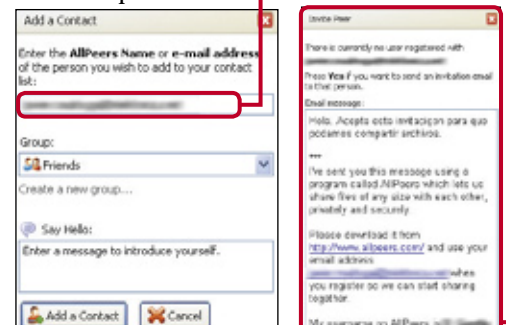 Add a Contact
Enter the AllPeers Name or e-mail address
of the person you wish to add to your contact
list:
Group:
Friends
Create a new group...
Say Hello:
Enter a message to introduce yourself.
Add a Contact
Cancel
Invite Peer
There is currently no user registered with
Press Yes if you want to send an invitation email
to that person.
Email message:
Hola. Acepta esta invitacion para que
podamos compartir archivos.
***
I've sent you this message using a
program called AllPeers which lets us
share files of any size with each other,
privately and securely.
Please download it from
http://www.allpeers.com/ and use your
email address
when
you register so we can start sharing
together.
My username on AllPeers is